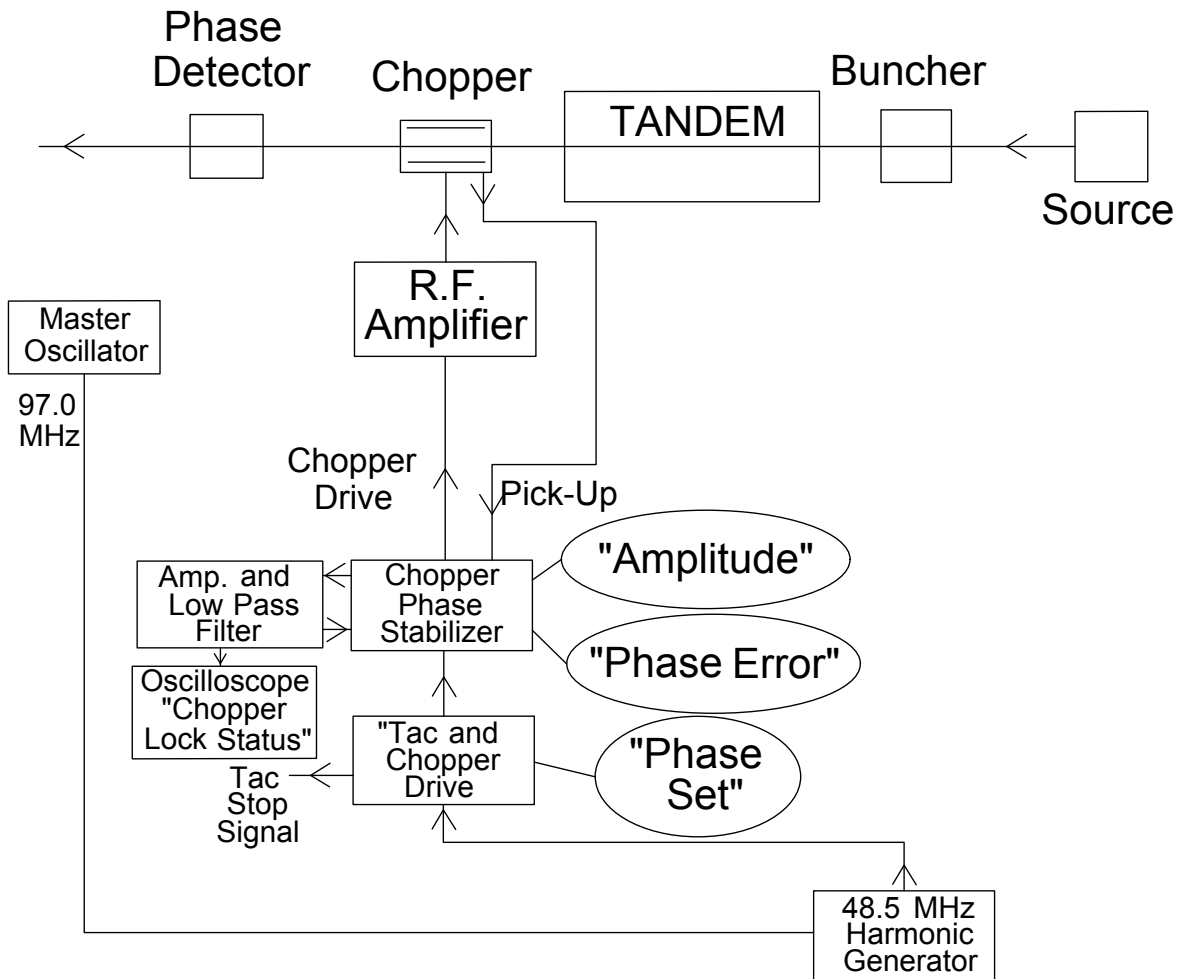 Phase
Detector
Chopper
TANDEM
Buncher
Source
R.F.
Amplifier
Master
Oscillator
97.0
MHz
Chopper
Drive
Pick-Up
"Amplitude"
Amp. and
Low Pass
Filter
Chopper
Phase
Stabilizer
"Phase Error"
Oscilloscope
"Chopper
Lock Status"
"Tac and
Chopper
Drive
"Phase
Set"
Tac
Stop
Signal
48.5 MHz
Harmonic
Generator